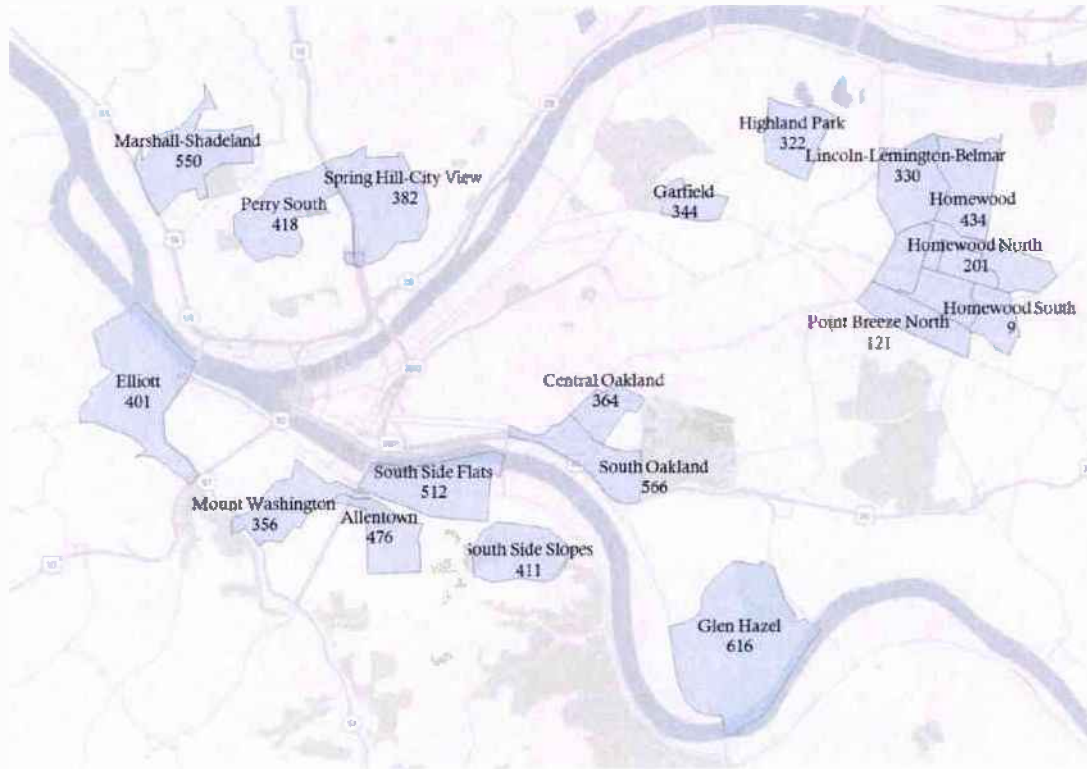 Highland Park
322
Marshall-Shadeland
550
Lincoln-Lemington-Belmar
330
Spring Hill-City View
382
Garfield
344
Perry South
418
Homewood
434
Homewood North
201
Homewood South
9
Point Breeze North
121
Elliott
401
Central Oakland
364
South Side Flats
512
South Oakland
566
Mount Washington
356
Allentown
476
South Side Slopes
411
Glen Hazel
616